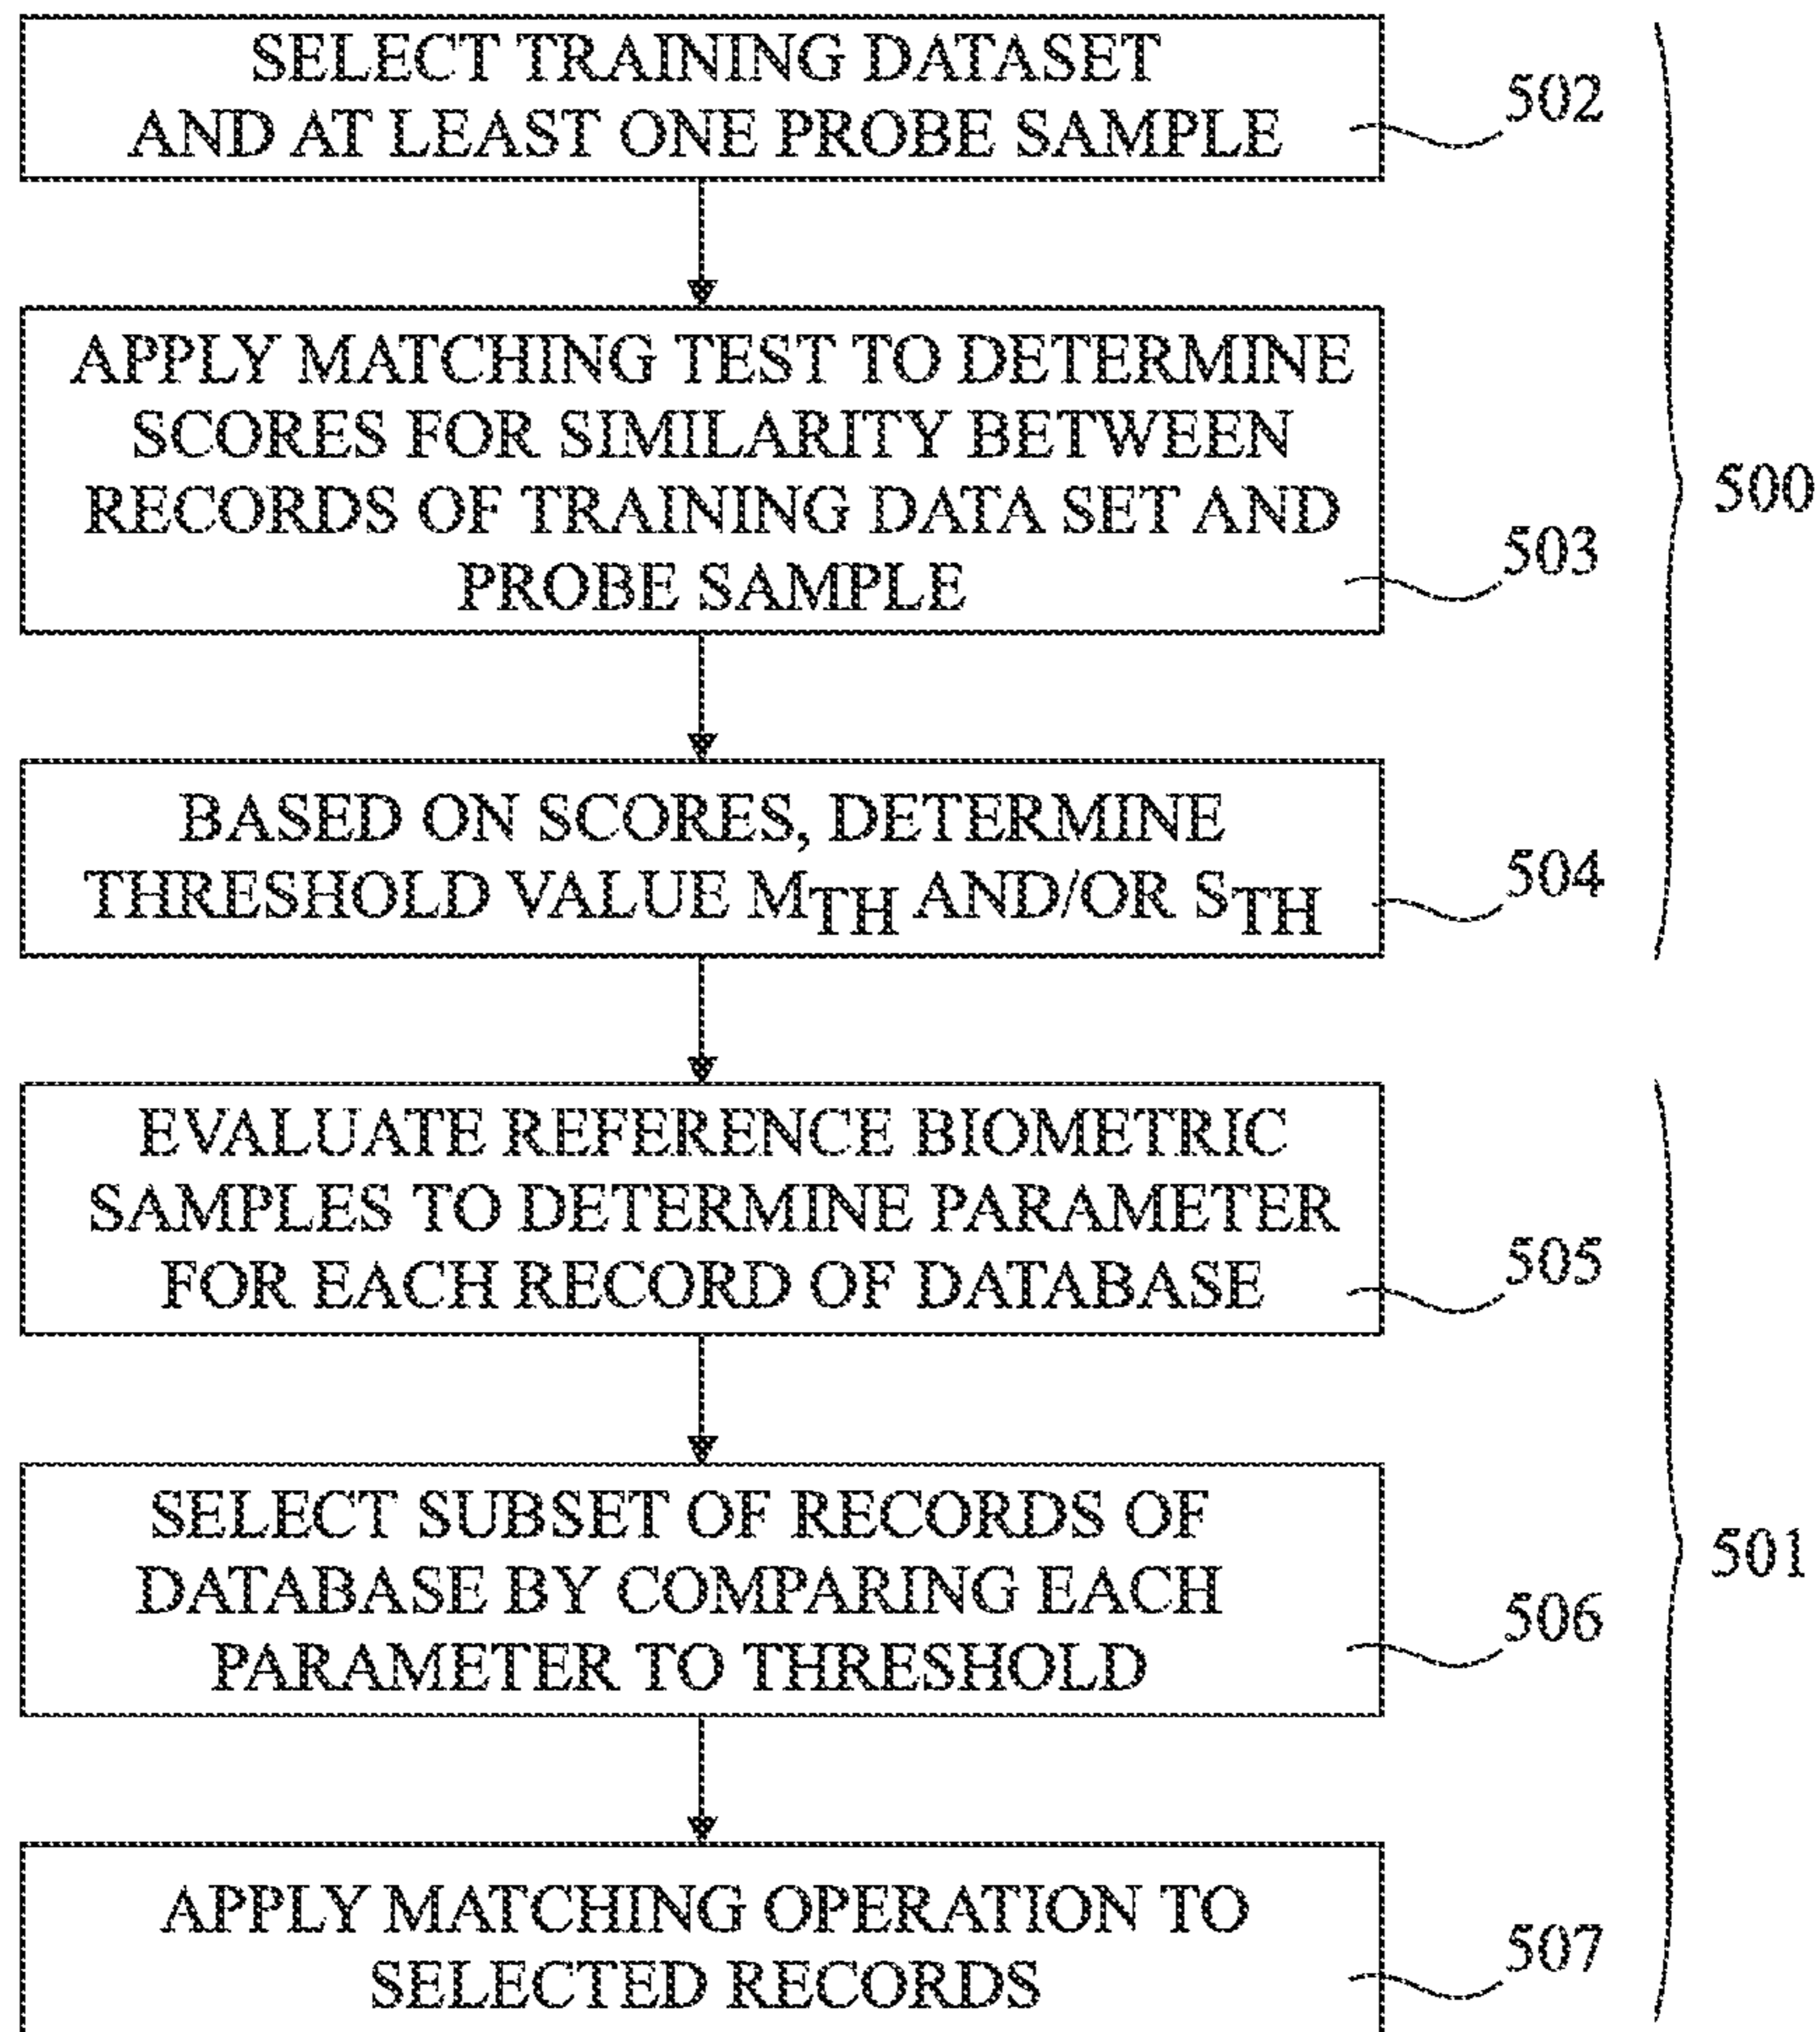 SELECT TRAINING DATASET
AND AT LEAST ONE PROBE SAMPLE
502
APPLY MATCHING TEST TO DETERMINE
SCORES FOR SIMILARITY BETWEEN
RECORDS OF TRAINING DATA SET AND
PROBE SAMPLE
503
500
BASED ON SCORES, DETERMINE
THRESHOLD VALUE MTH AND/OR STH
504
EVALUATE REFERENCE BIOMETRIC
SAMPLES TO DETERMINE PARAMETER
FOR EACH RECORD OF DATABASE
505
SELECT SUBSET OF RECORDS OF
DATABASE BY COMPARING EACH
PARAMETER TO THRESHOLD
506
501
APPLY MATCHING OPERATION TO
SELECTED RECORDS
507